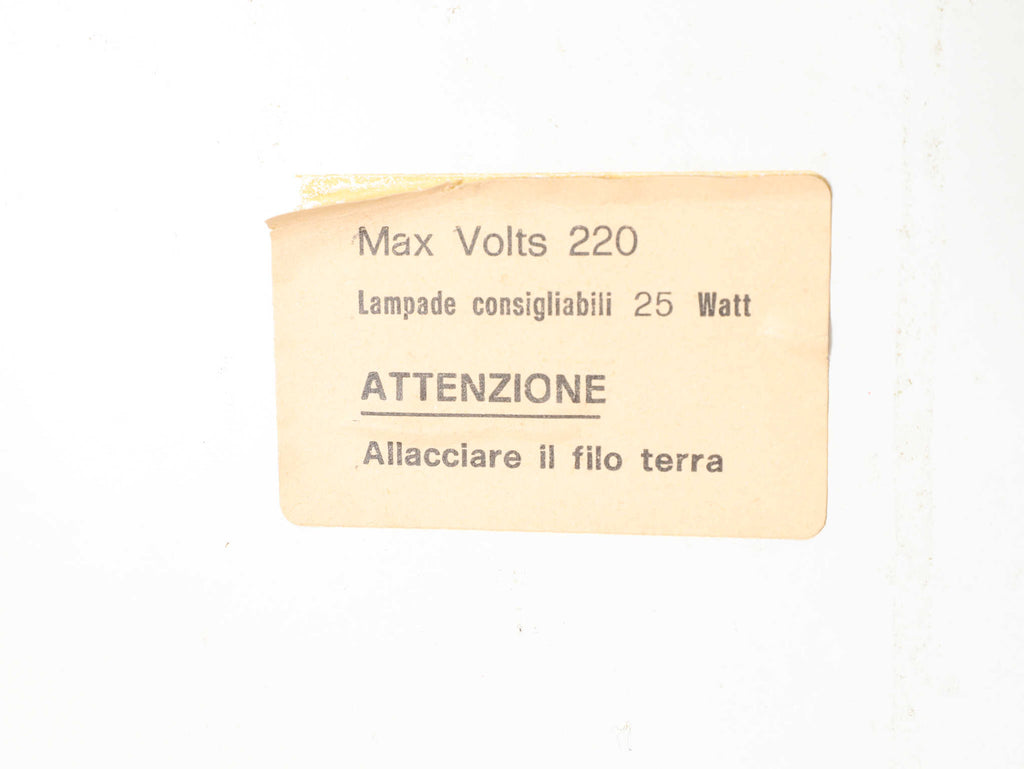 Max Volts 220
Lampade consigliabili 25 Watt
ATTENZIONE
Allacciare il filo terra